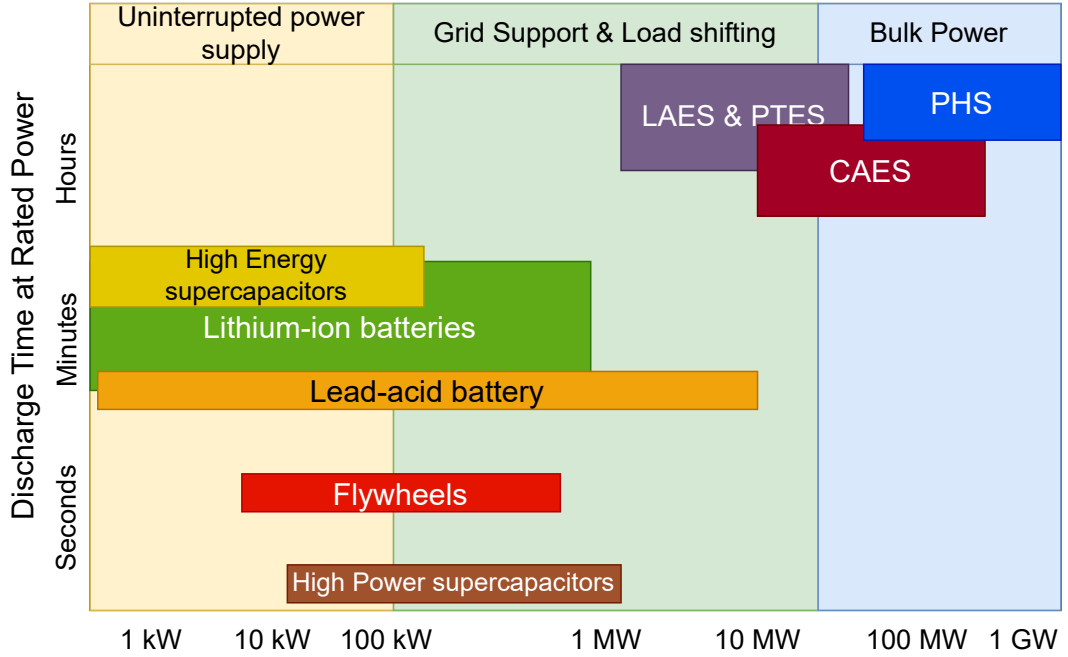 Uninterrupted power
supply
Grid Support & Load shifting
Bulk Power
Discharge Time at Rated Power
Hours
Minutes
Seconds
LAES & PTES
PHS
CAES
High Energy
supercapacitors
Lithium-ion batteries
Lead-acid battery
Flywheels
High Power supercapacitors
1 kW
10 kW
100 kW
1 MW
10 MW
100 MW
1 GW